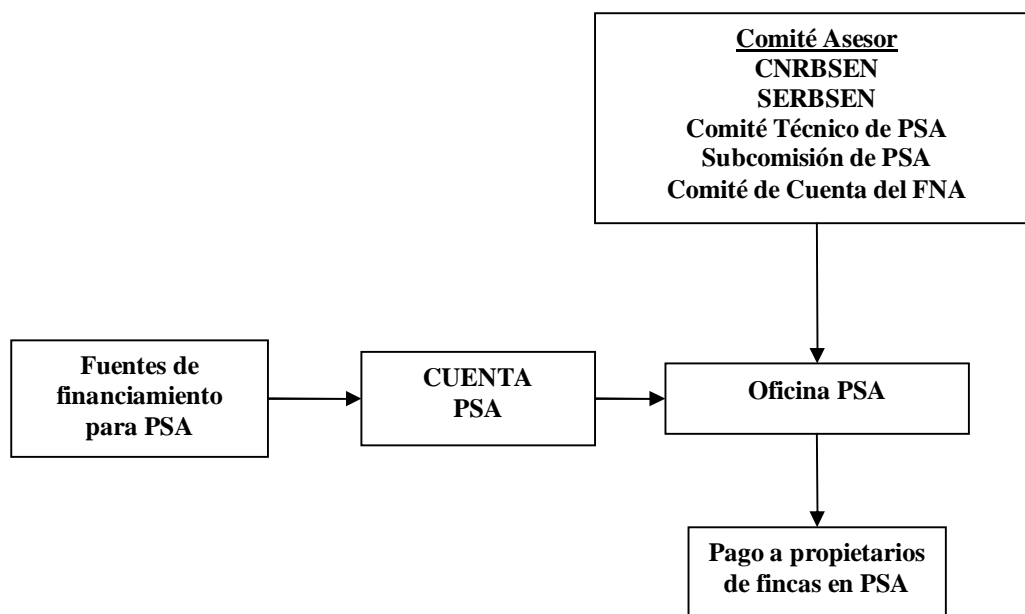 Comité Asesor
CNRBSEN
SERBSEN
Comité Técnico de PSA
Subcomisión de PSA
Comité de Cuenta del FNA
Fuentes de
financiamiento
para PSA
CUENTA
PSA
Oficina PSA
Pago a propietarios
de fincas en PSA